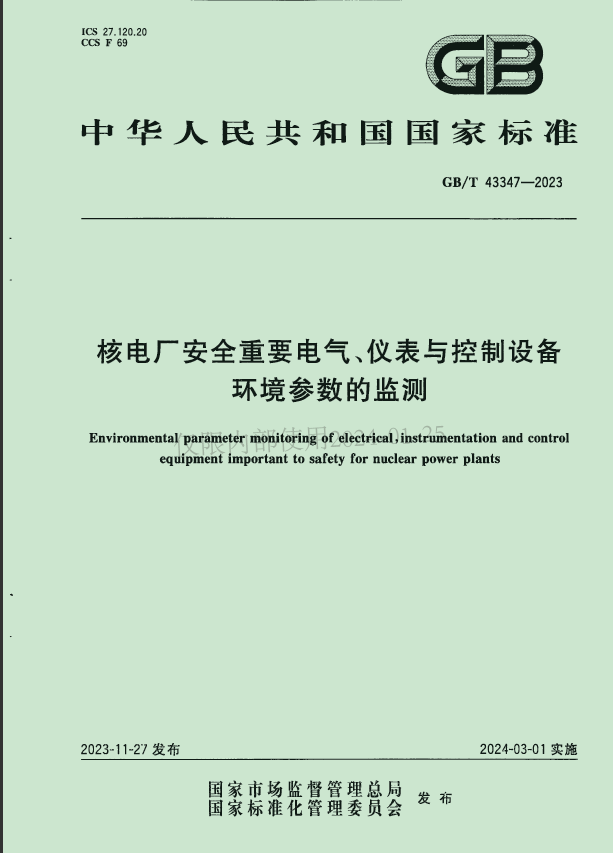 ICS 27.120.20
CCS F 69
GB
中华人民共和国国家标准
GB/T 43347—2023
核电厂安全重要电气、仪表与控制设备
环境参数的监测
仅限内部使用2024-01-25
Environmental parameter monitoring of electrical,instrumentation and control
equipment important to safety for nuclear power plants
2023-11-27 发布
2024-03-01 实施
国家市场监督管理总局
国家标准化管理委员会
发布